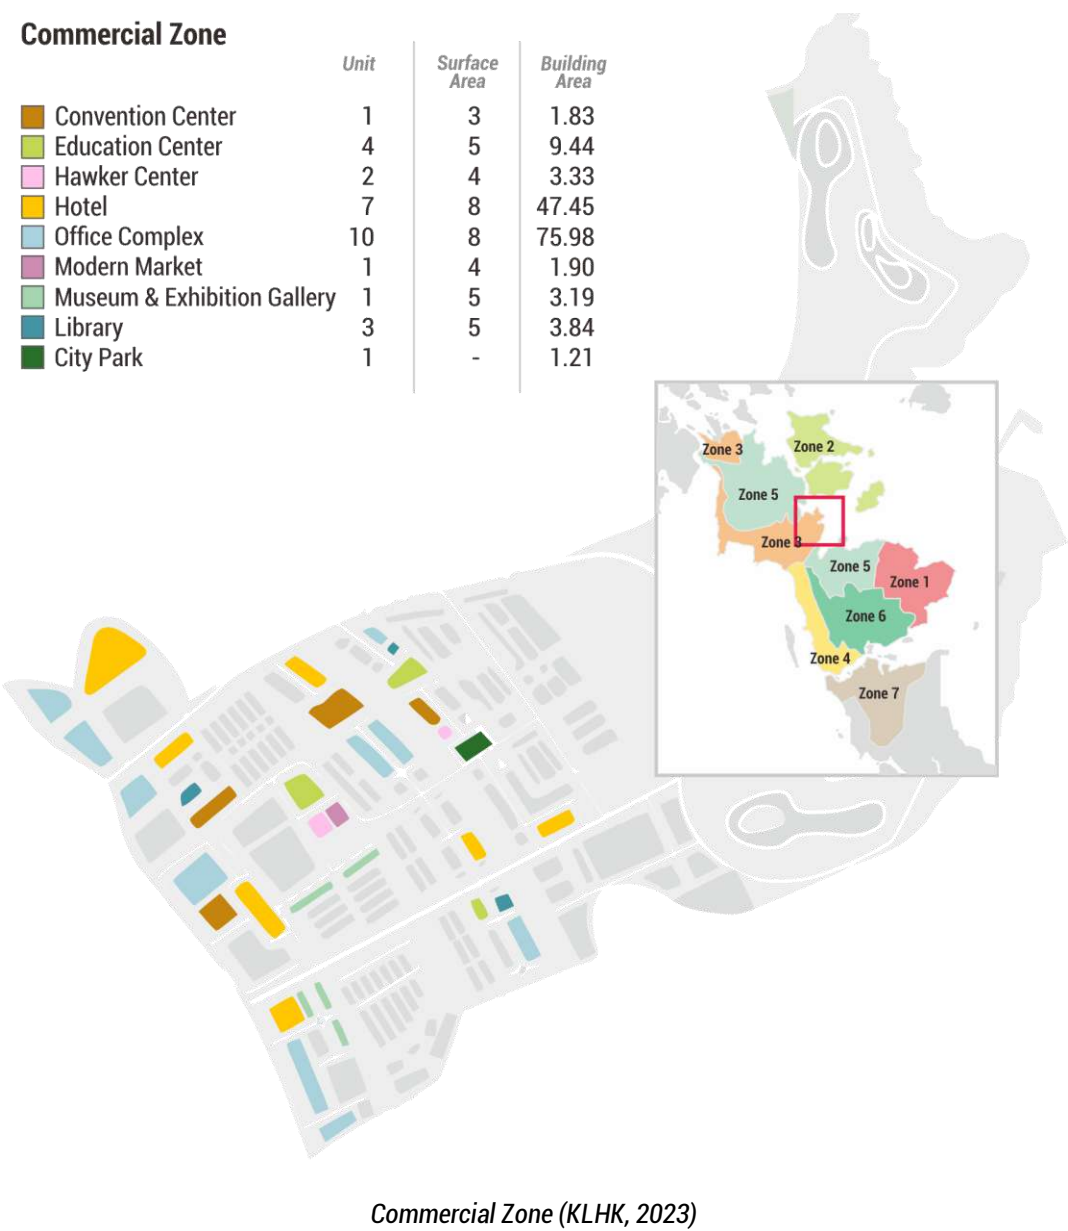 Commercial Zone
Unit Surface Area Building Area
Convention Center 1 3 1.83
Education Center 4 5 9.44
Hawker Center 2 4 3.33
Hotel 7 8 47.45
Office Complex 10 8 75.98
Modern Market 1 4 1.90
Museum & Exhibition Gallery 1 5 3.19
Library 3 5 3.84
City Park 1 - 1.21
Zone 3
Zone 2
Zone 5
Zone 3
Zone 5
Zone 1
Zone 6
Zone 4
Zone 7
Commercial Zone (KLHK, 2023)